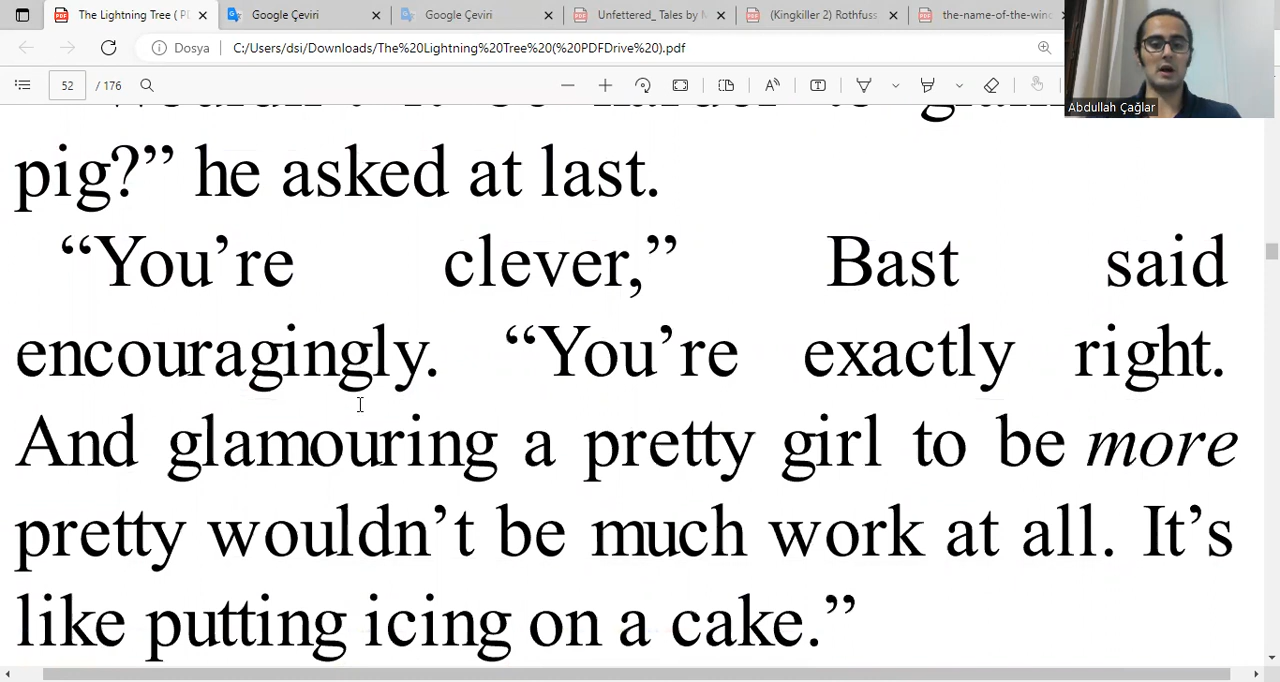 The Lightning Tree ( P
Google Çeviri
Google Çeviri
Unfettered_ Tales by M
(Kingkiller 2) Rothfuss
the-name-of-the-wind
Dosya
C:/Users/dsi/Downloads/The%20Lightning%20Tree%20(%20PDFDrive%20).pdf
52 / 176
Abdullah Çağlar
pig?” he asked at last.
“You’re clever,” Bast said
encouragingly. “You’re exactly right.
And glamouring a pretty girl to be more
pretty wouldn’t be much work at all. It’s
like putting icing on a cake.”